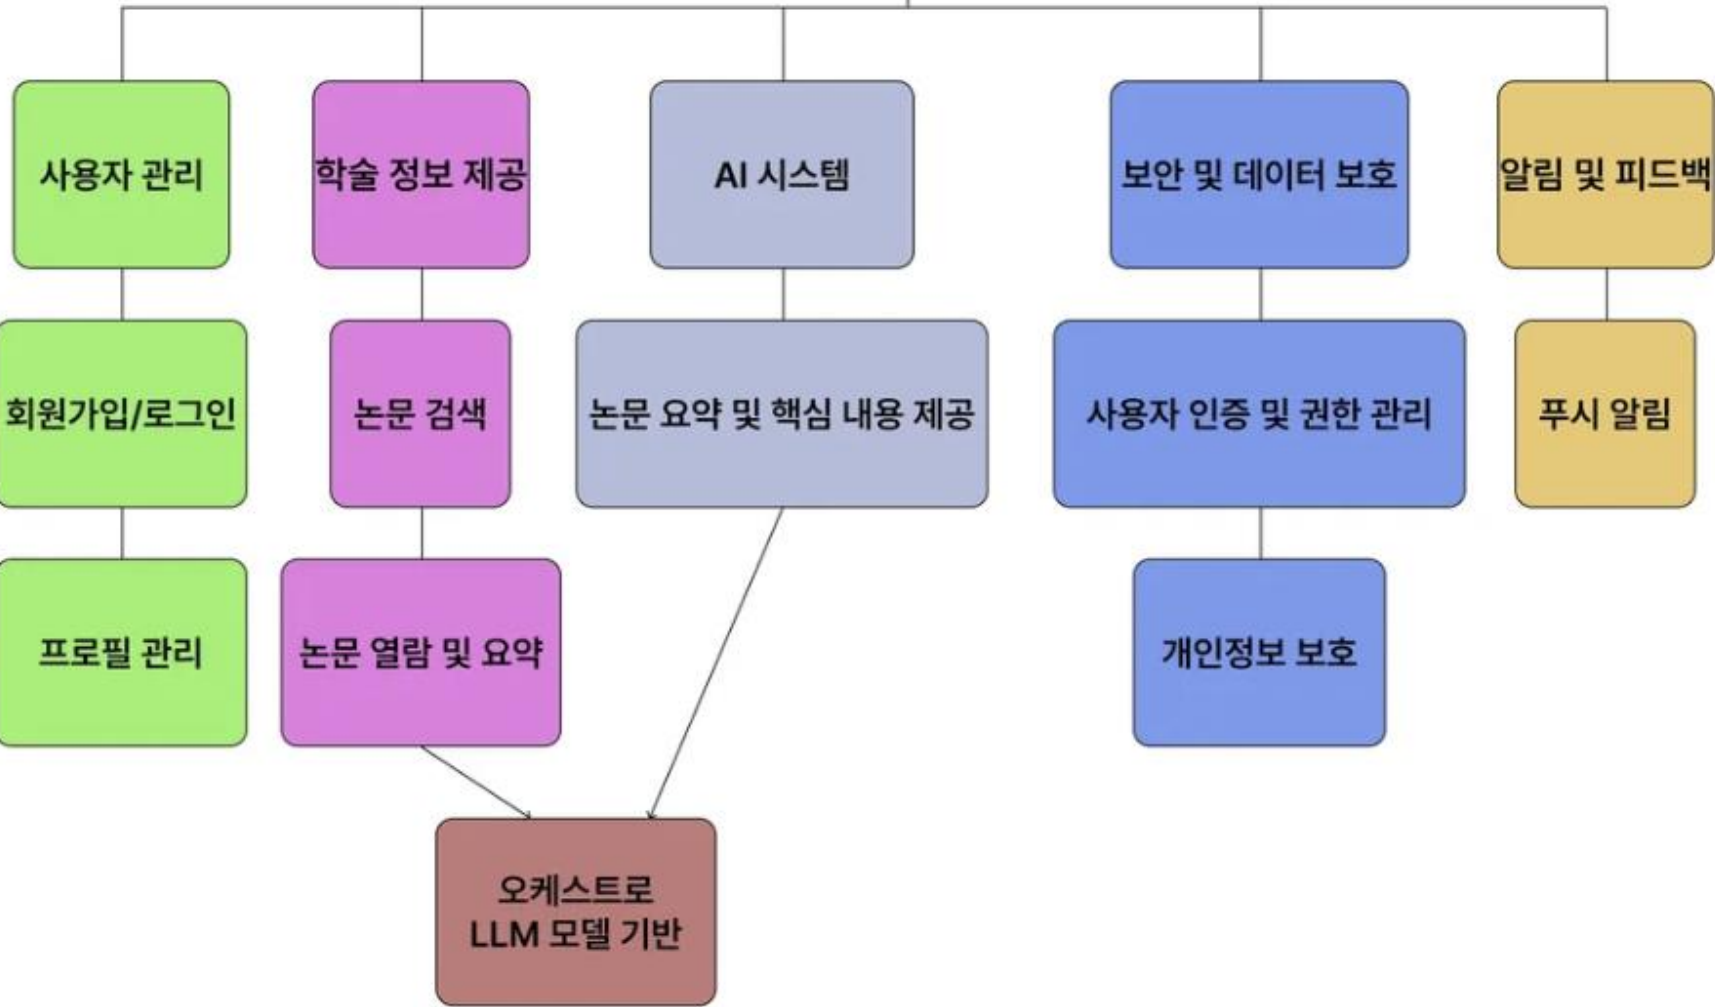 사용자 관리
학술 정보 제공
AI 시스템
보안 및 데이터 보호
알림 및 피드백
회원가입/로그인
논문 검색
논문 요약 및 핵심 내용 제공
사용자 인증 및 권한 관리
푸시 알림
프로필 관리
논문 열람 및 요약
개인정보 보호
오케스트로
LLM 모델 기반